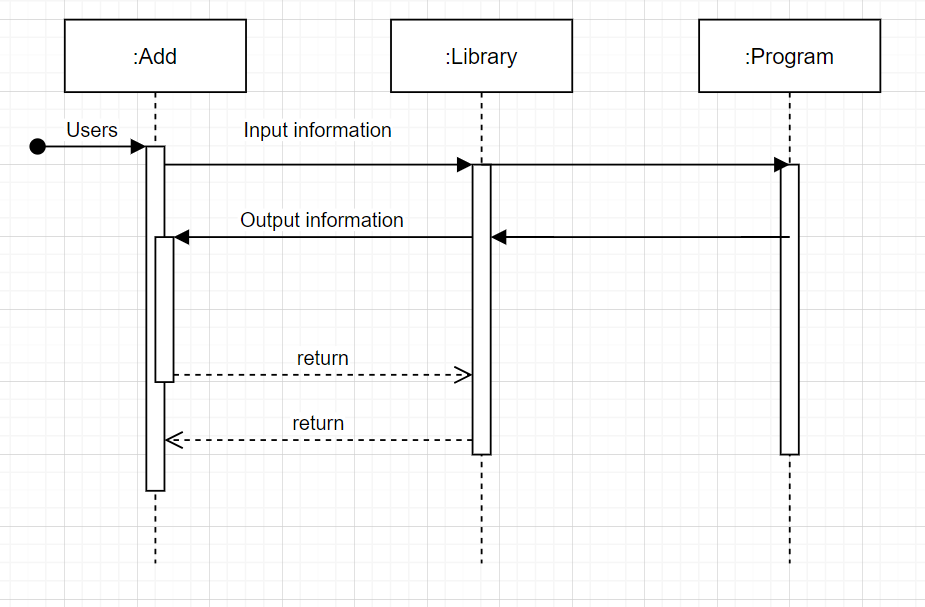 :Add
:Library
:Program
Users
Input information
Output information
return
return